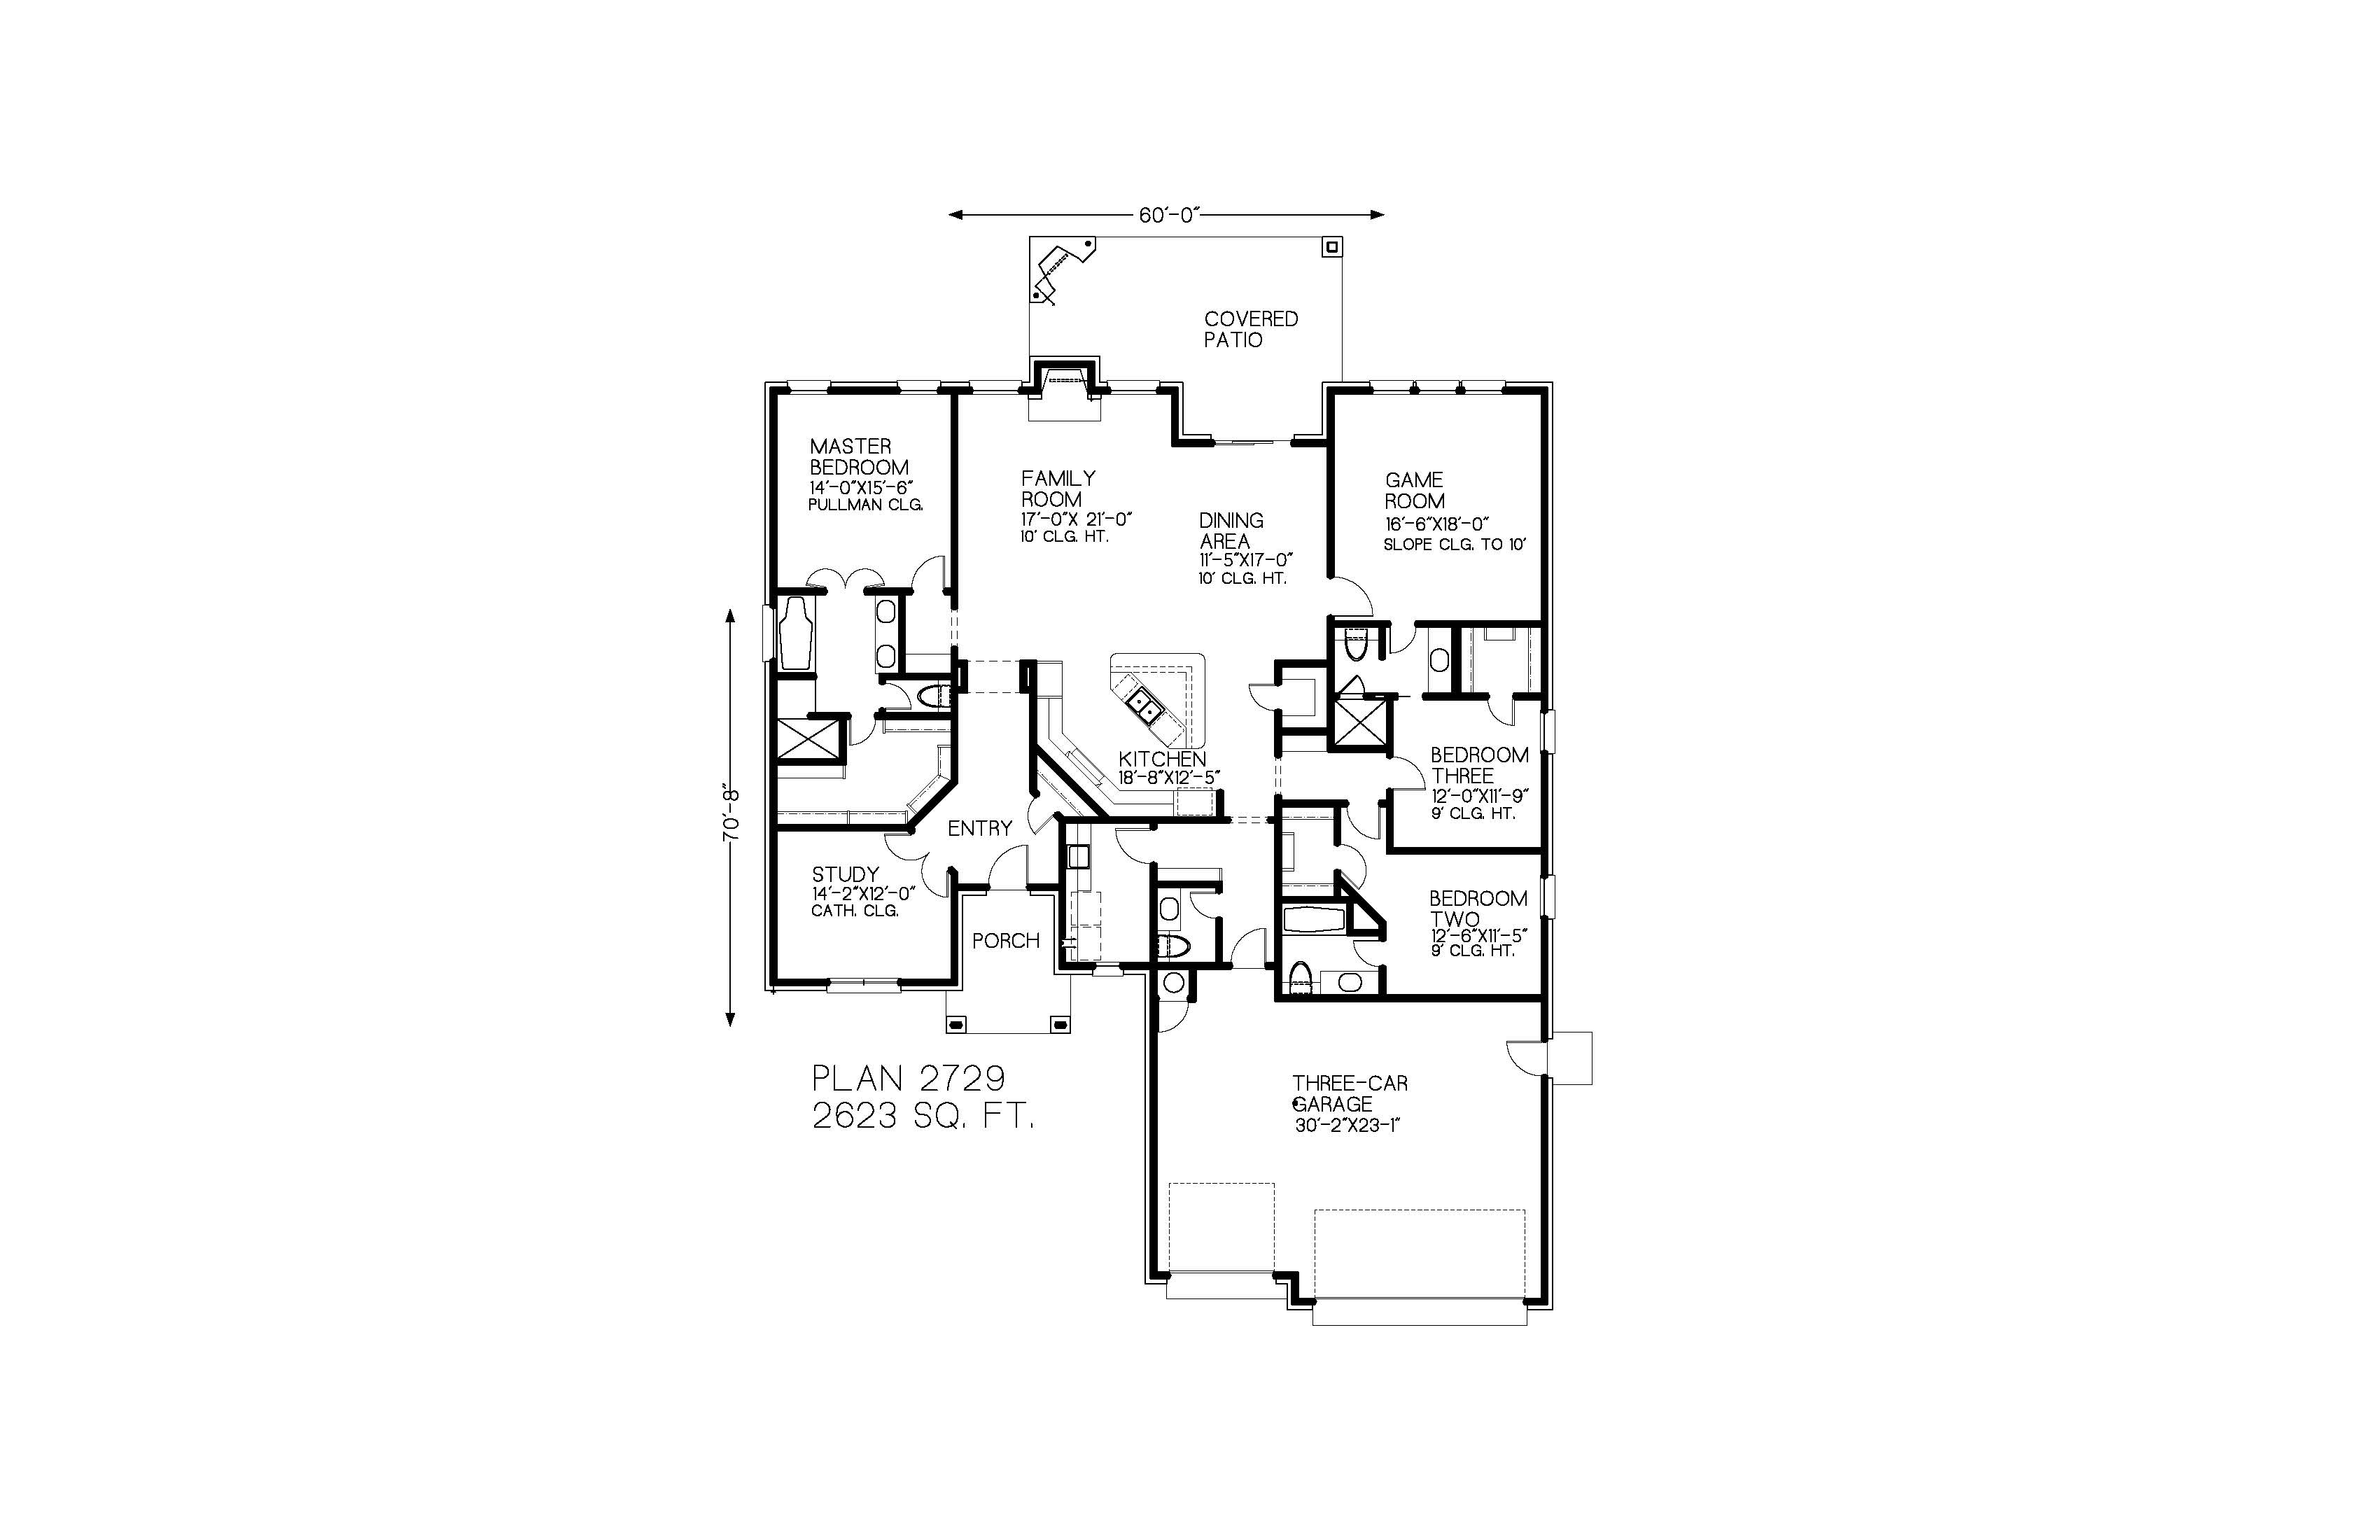 60'-0"
COVERED
PATIO
MASTER
BEDROOM
14'-0"X15'-6"
PULLMAN CLG.
FAMILY
ROOM
17'-0"X 21'-0"
10' CLG. HT.
DINING
AREA
11'-5"X17-0"
10' CLG. HT.
GAME
ROOM
16'-6"X18'-0"
SLOPE CLG. TO 10'
KITCHEN
18'-8"X12'-5"
BEDROOM
THREE
12'-0"X11'-9"
9' CLG. HT.
70'-8"
ENTRY
STUDY
14'-2"X12'-0"
CATH. CLG.
PORCH
BEDROOM
TWO
12'-6"X11'-5"
9' CLG. HT.
PLAN 2729
2623 SQ. FT.
THREE-CAR
GARAGE
30'-2"X23-1"